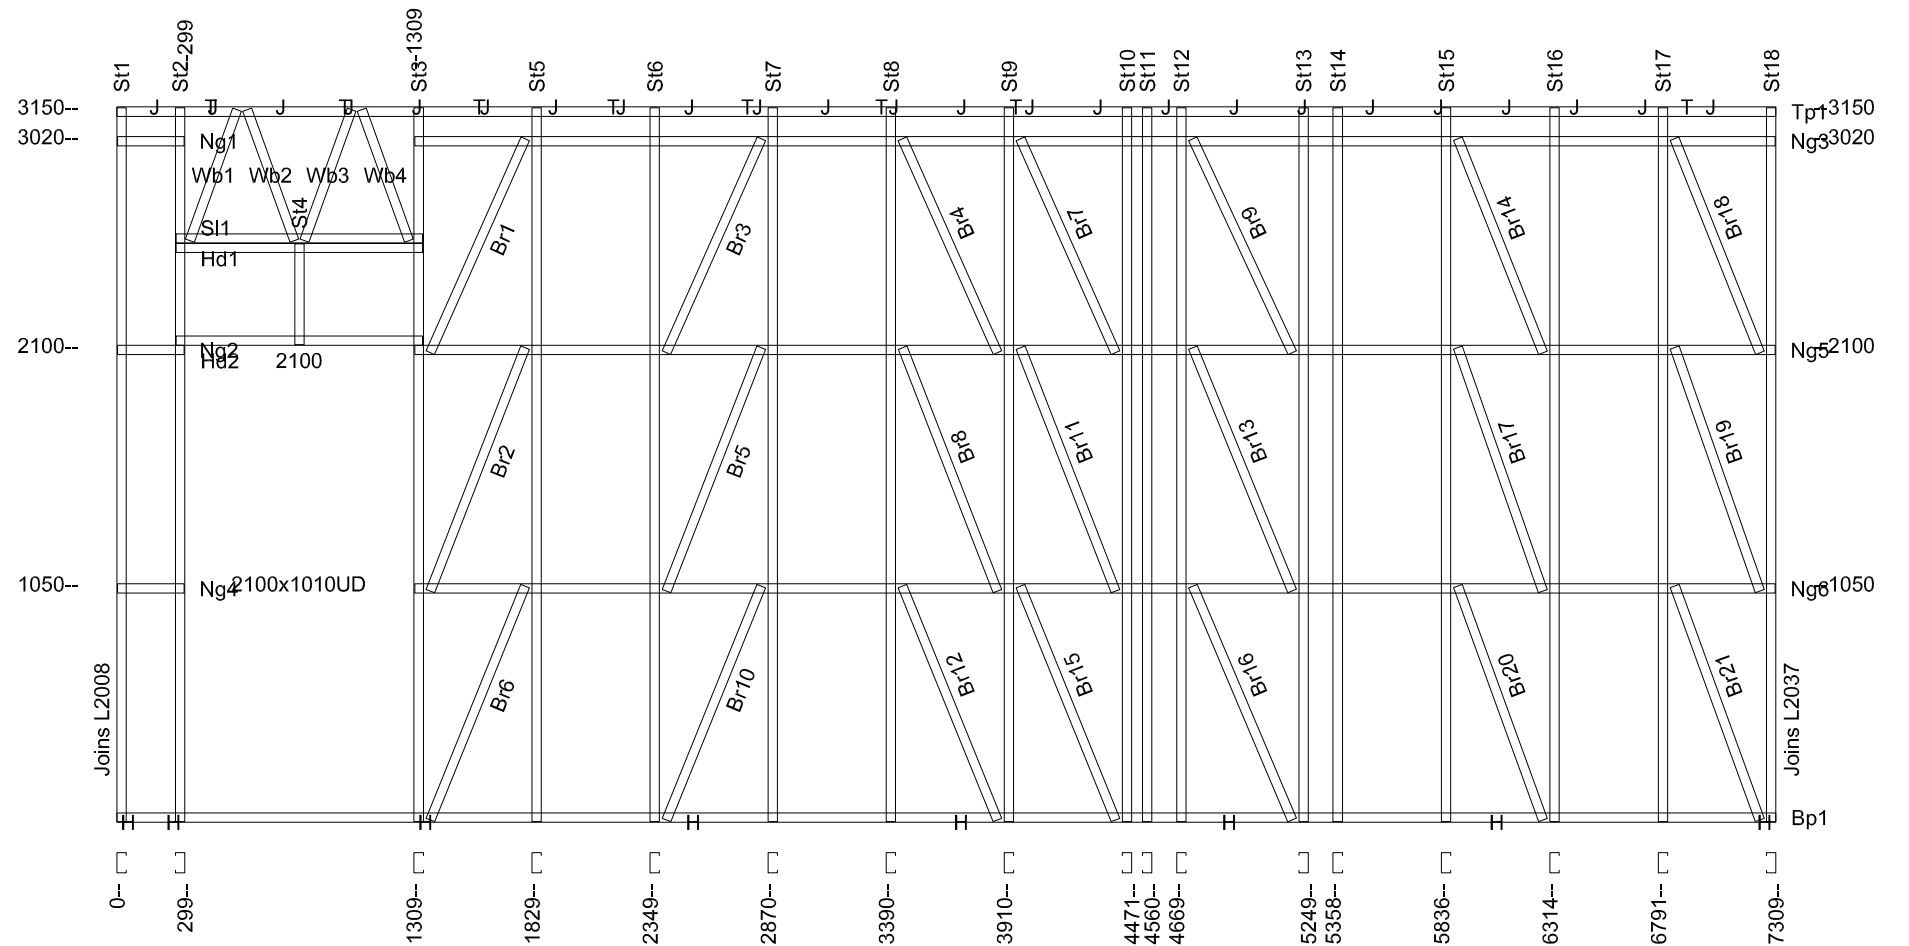 St1 St2-299 St3-1309 St5 St6 St7 St8 St9 St10 St11 St12 St13 St14 St15 St16 St17 St18
3150-- J T J J T J J T J J T J J T J J T J J T J J J J J J J J J J T J Tp1 --3150
3020-- Ng1 Ng3 --3020
Wb1 Wb2 Wb3 Wb4
St4
Sl1
Hd1
Br1 Br3 Br4 Br7 Br9 Br14 Br18
2100-- Ng2 Ng5 --2100
Hd2 2100
Br2 Br5 Br8 Br11 Br13 Br17 Br19
1050-- Ng4 2100x1010UD Ng6 --1050
Br6 Br10 Br12 Br15 Br16 Br20 Br21
Joins L2008
Joins L2037
H H H H H H H H Bp1
0-- 299-- 1309-- 1829-- 2349-- 2870-- 3390-- 3910-- 4471-- 4560-- 4669-- 5249-- 5358-- 5836-- 6314-- 6791-- 7309--